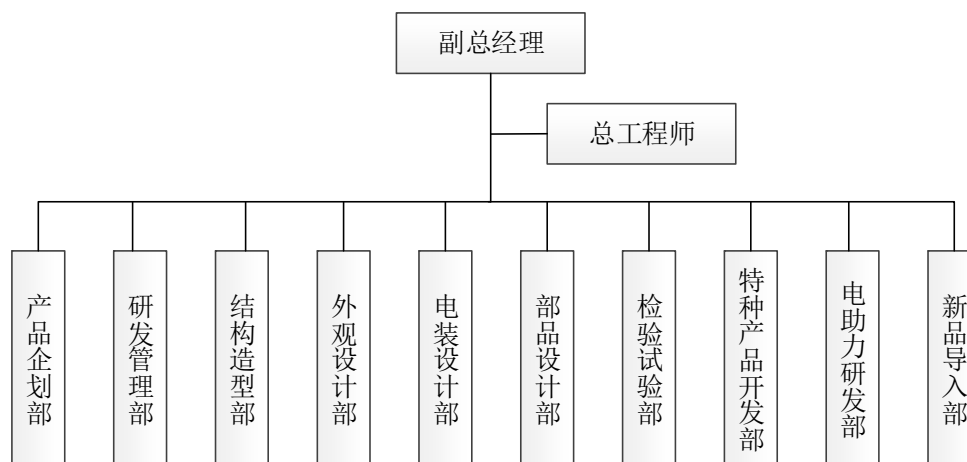 副总经理
总工程师
产品企划部
研发管理部
结构造型部
外观设计部
电装设计部
部品设计部
检验试验部
特种产品开发部
电助力研发部
新品导入部